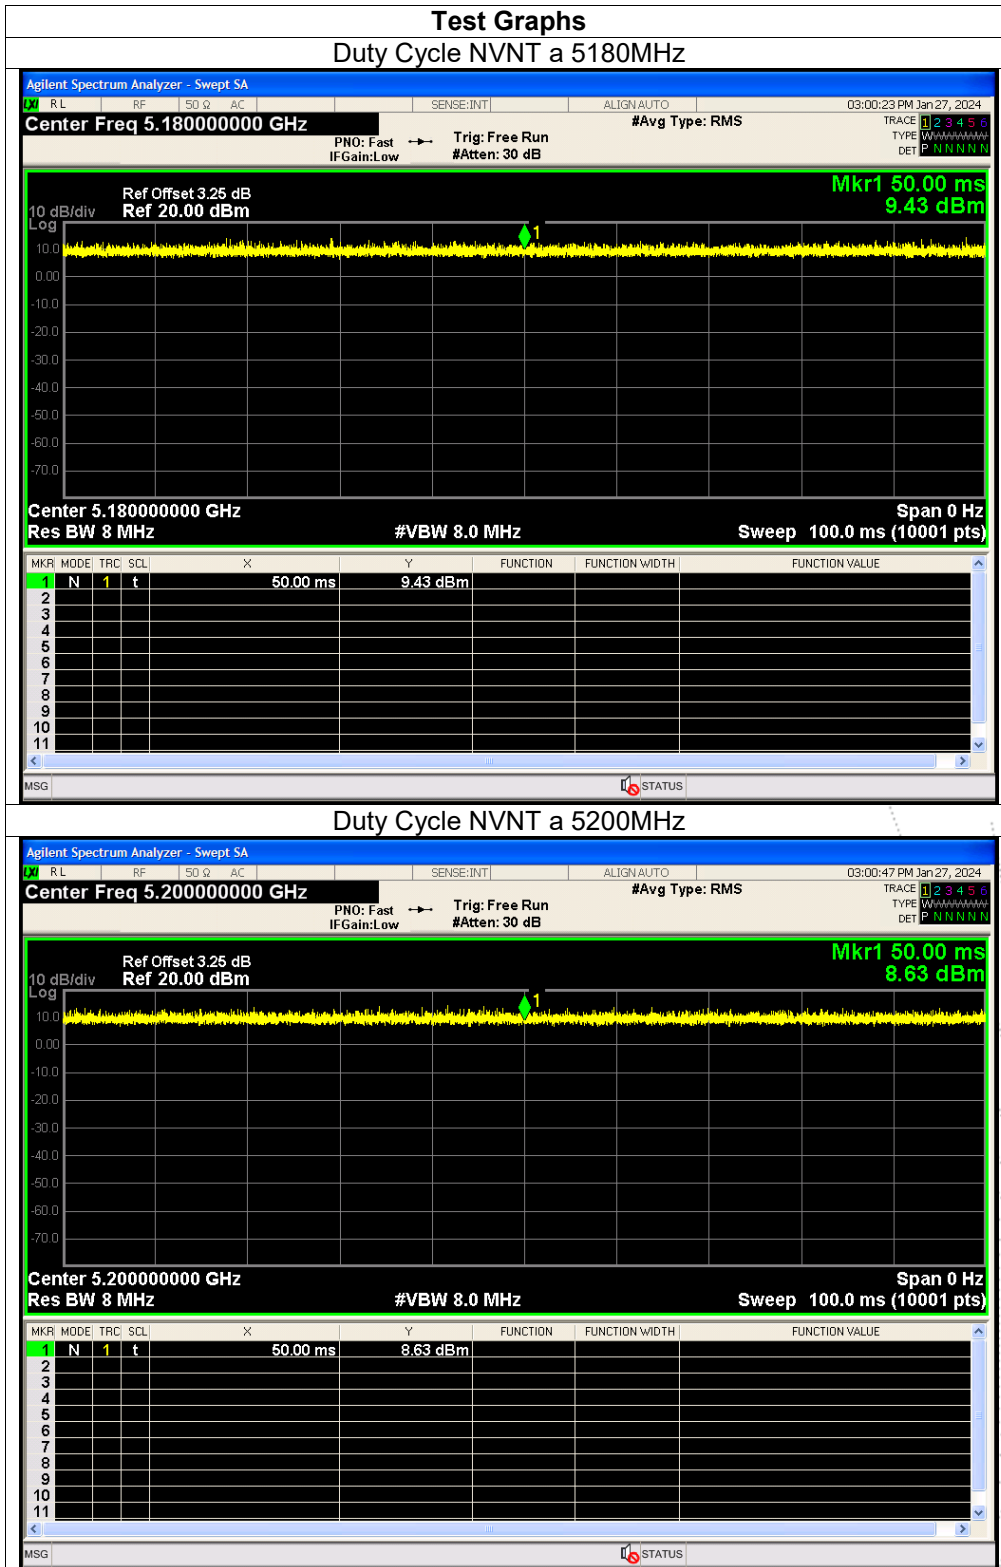 Test Graphs
Duty Cycle NVNT a 5180MHz
Agilent Spectrum Analyzer - Swept SA
LXI RL RF 50 Ω AC SENSE:INT ALIGNAUTO 03:00:23 PM Jan 27, 2024
Center Freq 5.180000000 GHz #Avg Type: RMS TRACE 1 2 3 4 5 6
PNO: Fast Trig: Free Run TYPE WWWWWW
IFGain:Low #Atten: 30 dB DET P N N N N N
Mkr1 50.00 ms
Ref Offset 3.25 dB
10 dB/div Ref 20.00 dBm 9.43 dBm
Log
1
10.0
0.00
-10.0
-20.0
-30.0
-40.0
-50.0
-60.0
-70.0
Center 5.180000000 GHz Span 0 Hz
Res BW 8 MHz #VBW 8.0 MHz Sweep 100.0 ms (10001 pts)
MKR MODE TRC SCL X Y FUNCTION FUNCTION WIDTH FUNCTION VALUE
1 N 1 t 50.00 ms 9.43 dBm
2
3
4
5
6
7
8
9
10
11
MSG STATUS
Duty Cycle NVNT a 5200MHz
Agilent Spectrum Analyzer - Swept SA
LXI RL RF 50 Ω AC SENSE:INT ALIGNAUTO 03:00:47 PM Jan 27, 2024
Center Freq 5.200000000 GHz #Avg Type: RMS TRACE 1 2 3 4 5 6
PNO: Fast Trig: Free Run TYPE WWWWWW
IFGain:Low #Atten: 30 dB DET P N N N N N
Mkr1 50.00 ms
Ref Offset 3.25 dB
10 dB/div Ref 20.00 dBm 8.63 dBm
Log
1
10.0
0.00
-10.0
-20.0
-30.0
-40.0
-50.0
-60.0
-70.0
Center 5.200000000 GHz Span 0 Hz
Res BW 8 MHz #VBW 8.0 MHz Sweep 100.0 ms (10001 pts)
MKR MODE TRC SCL X Y FUNCTION FUNCTION WIDTH FUNCTION VALUE
1 N 1 t 50.00 ms 8.63 dBm
2
3
4
5
6
7
8
9
10
11
MSG STATUS